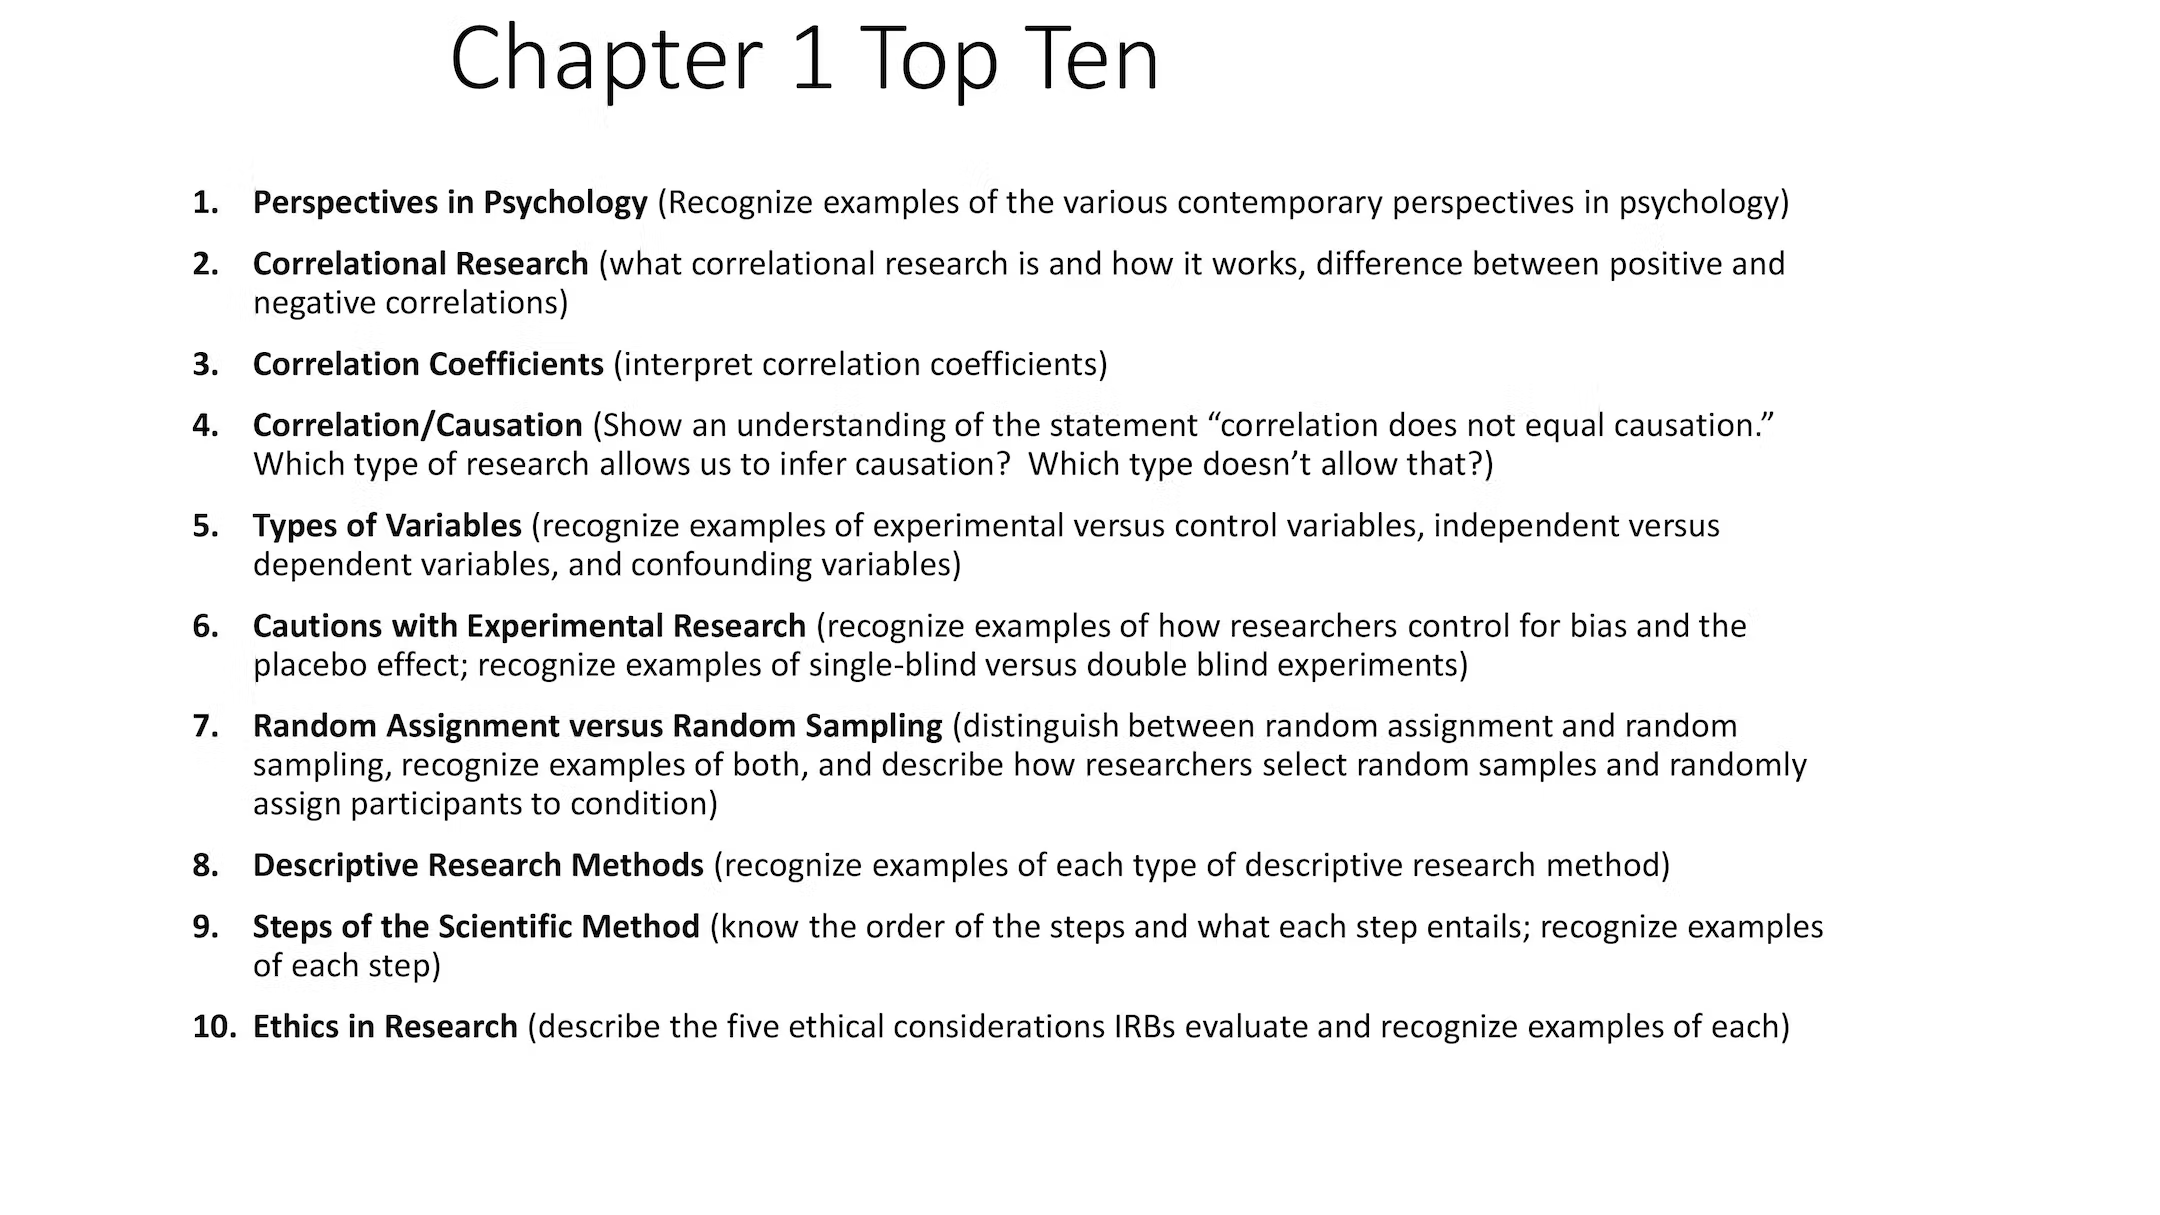 Chapter 1 Top Ten
1. Perspectives in Psychology (Recognize examples of the various contemporary perspectives in psychology)
2. Correlational Research (what correlational research is and how it works, difference between positive and
negative correlations)
3. Correlation Coefficients (interpret correlation coefficients)
4. Correlation/Causation (Show an understanding of the statement “correlation does not equal causation.”
Which type of research allows us to infer causation?  Which type doesn’t allow that?)
5. Types of Variables (recognize examples of experimental versus control variables, independent versus
dependent variables, and confounding variables)
6. Cautions with Experimental Research (recognize examples of how researchers control for bias and the
placebo effect; recognize examples of single-blind versus double blind experiments)
7. Random Assignment versus Random Sampling (distinguish between random assignment and random
sampling, recognize examples of both, and describe how researchers select random samples and randomly
assign participants to condition)
8. Descriptive Research Methods (recognize examples of each type of descriptive research method)
9. Steps of the Scientific Method (know the order of the steps and what each step entails; recognize examples
of each step)
10. Ethics in Research (describe the five ethical considerations IRBs evaluate and recognize examples of each)